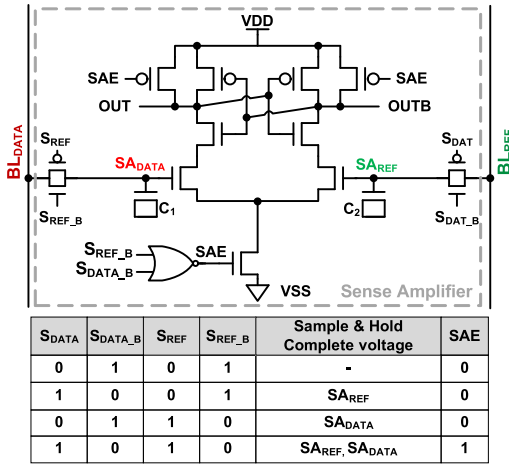 VDD
SAE
SAE
OUT
OUTB
BLDATA
SREF
SADATA
SAREF
SDAT
BLREF
SREF_B
C1
C2
SDAT_B
SREF_B
SDATA_B
SAE
VSS
Sense Amplifier
SDATA SDATA_B SREF SREF_B Sample & Hold Complete voltage SAE
0 1 0 1 - 0
1 0 0 1 SAREF 0
0 1 1 0 SADATA 0
1 0 1 0 SAREF, SADATA 1